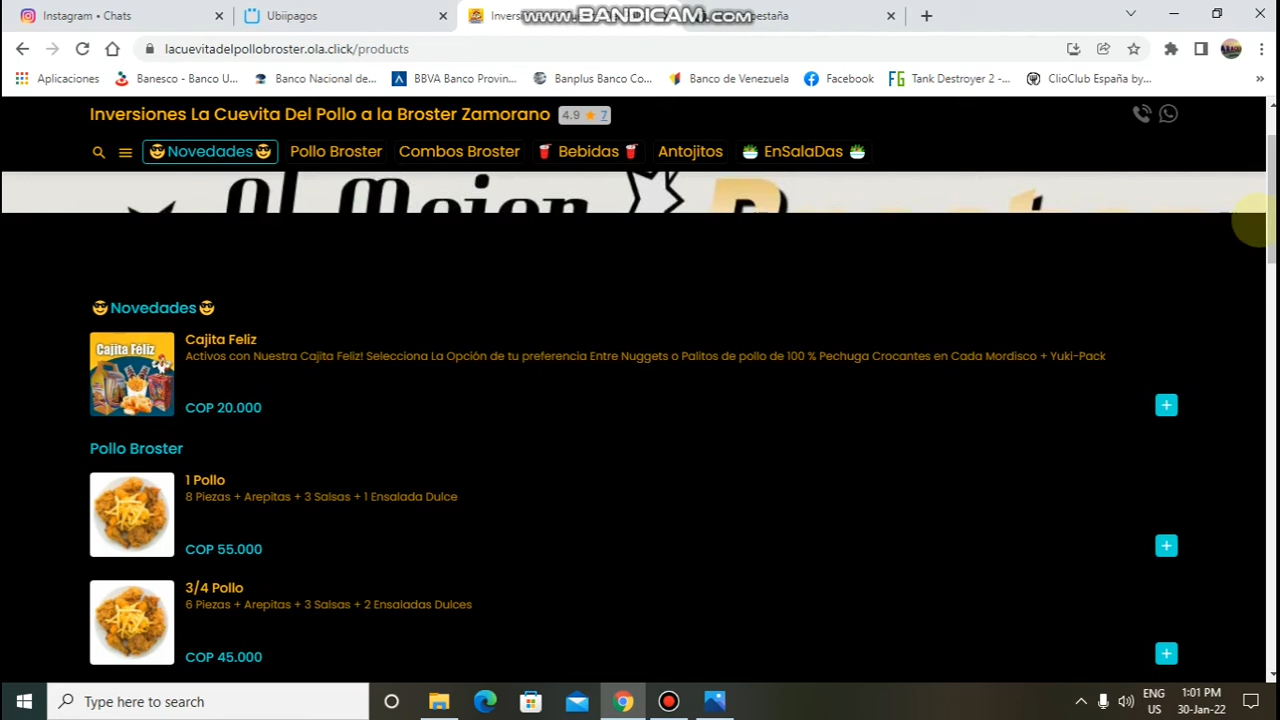 Instagram • Chats
Ubiipagos
Invers
www.BANDICAM.com
pestaña
lacuevitadelpollobroster.ola.click/products
Aplicaciones
Banesco - Banco U...
Banco Nacional de...
BBVA Banco Provin...
Banplus Banco Co...
Banco de Venezuela
Facebook
Tank Destroyer 2 -...
ClioClub España by...
»
Inversiones La Cuevita Del Pollo a la Broster Zamorano 4.9 ⭐ 7
😎Novedades😎 Pollo Broster Combos Broster 🥤 Bebidas 🥤 Antojitos 🥗 EnSalaDas 🥗
😎Novedades😎
Cajita Feliz
Cajita Feliz
Activos con Nuestra Cajita Feliz! Selecciona La Opción de tu preferencia Entre Nuggets o Palitos de pollo de 100 % Pechuga Crocantes en Cada Mordisco + Yuki-Pack
COP 20.000
+
Pollo Broster
1 Pollo
8 Piezas + Arepitas + 3 Salsas + 1 Ensalada Dulce
COP 55.000
+
3/4 Pollo
6 Piezas + Arepitas + 3 Salsas + 2 Ensaladas Dulces
COP 45.000
+
Type here to search
ENG
US
1:01 PM
30-Jan-22